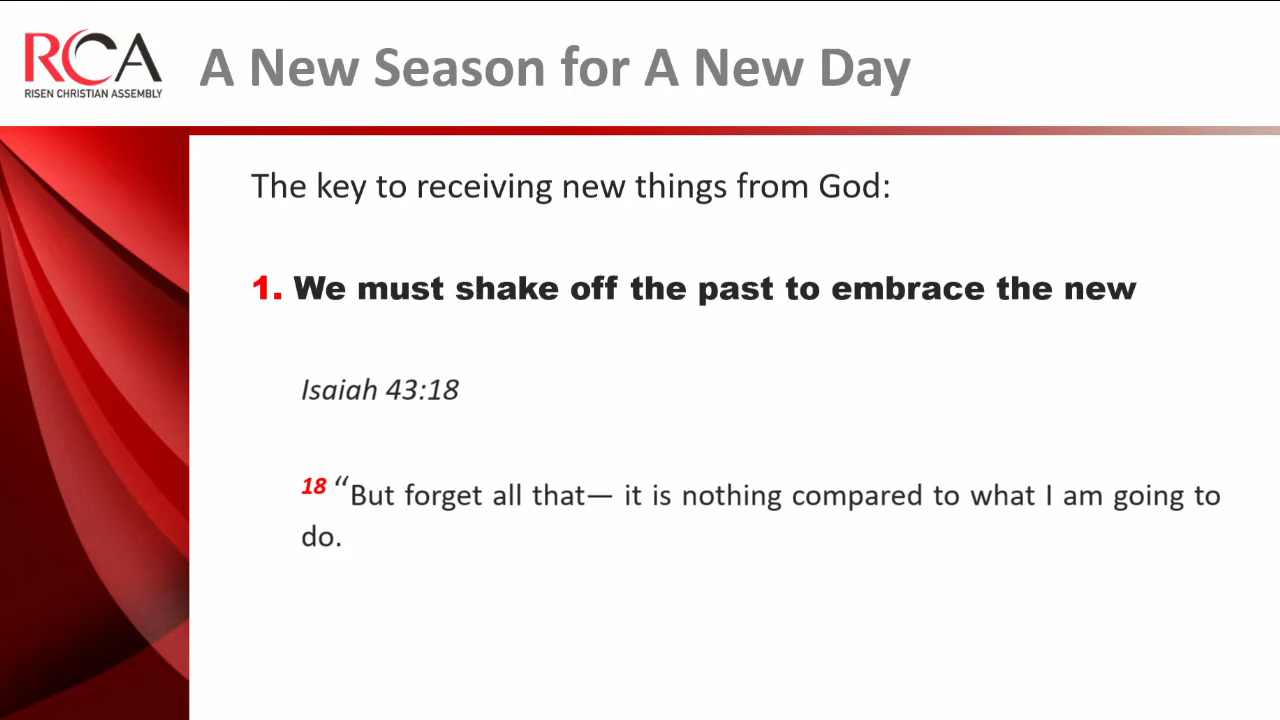 RCA
RISEN CHRISTIAN ASSEMBLY
A New Season for A New Day
The key to receiving new things from God:
1. We must shake off the past to embrace the new
Isaiah 43:18
18 “But forget all that— it is nothing compared to what I am going to
do.